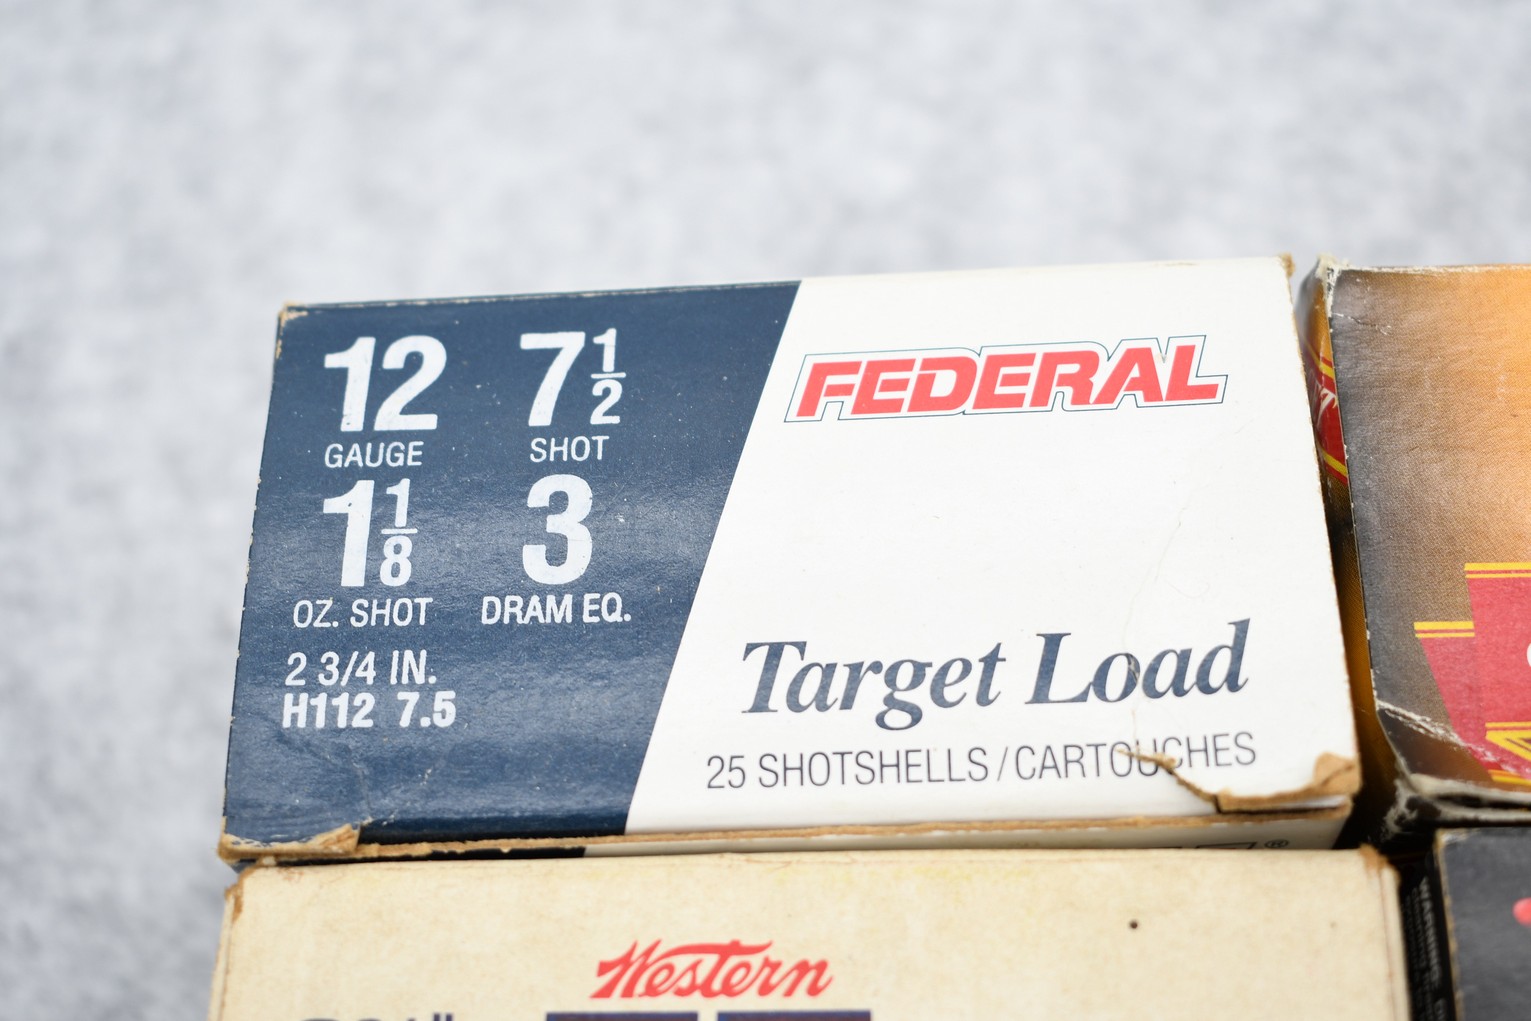 12 7 1/2
GAUGE SHOT
1 1/8 3
OZ. SHOT DRAM EQ.
2 3/4 IN.
H112 7.5
FEDERAL
Target Load
25 SHOTSHELLS/CARTOUCHES
®
Western
WARNING: